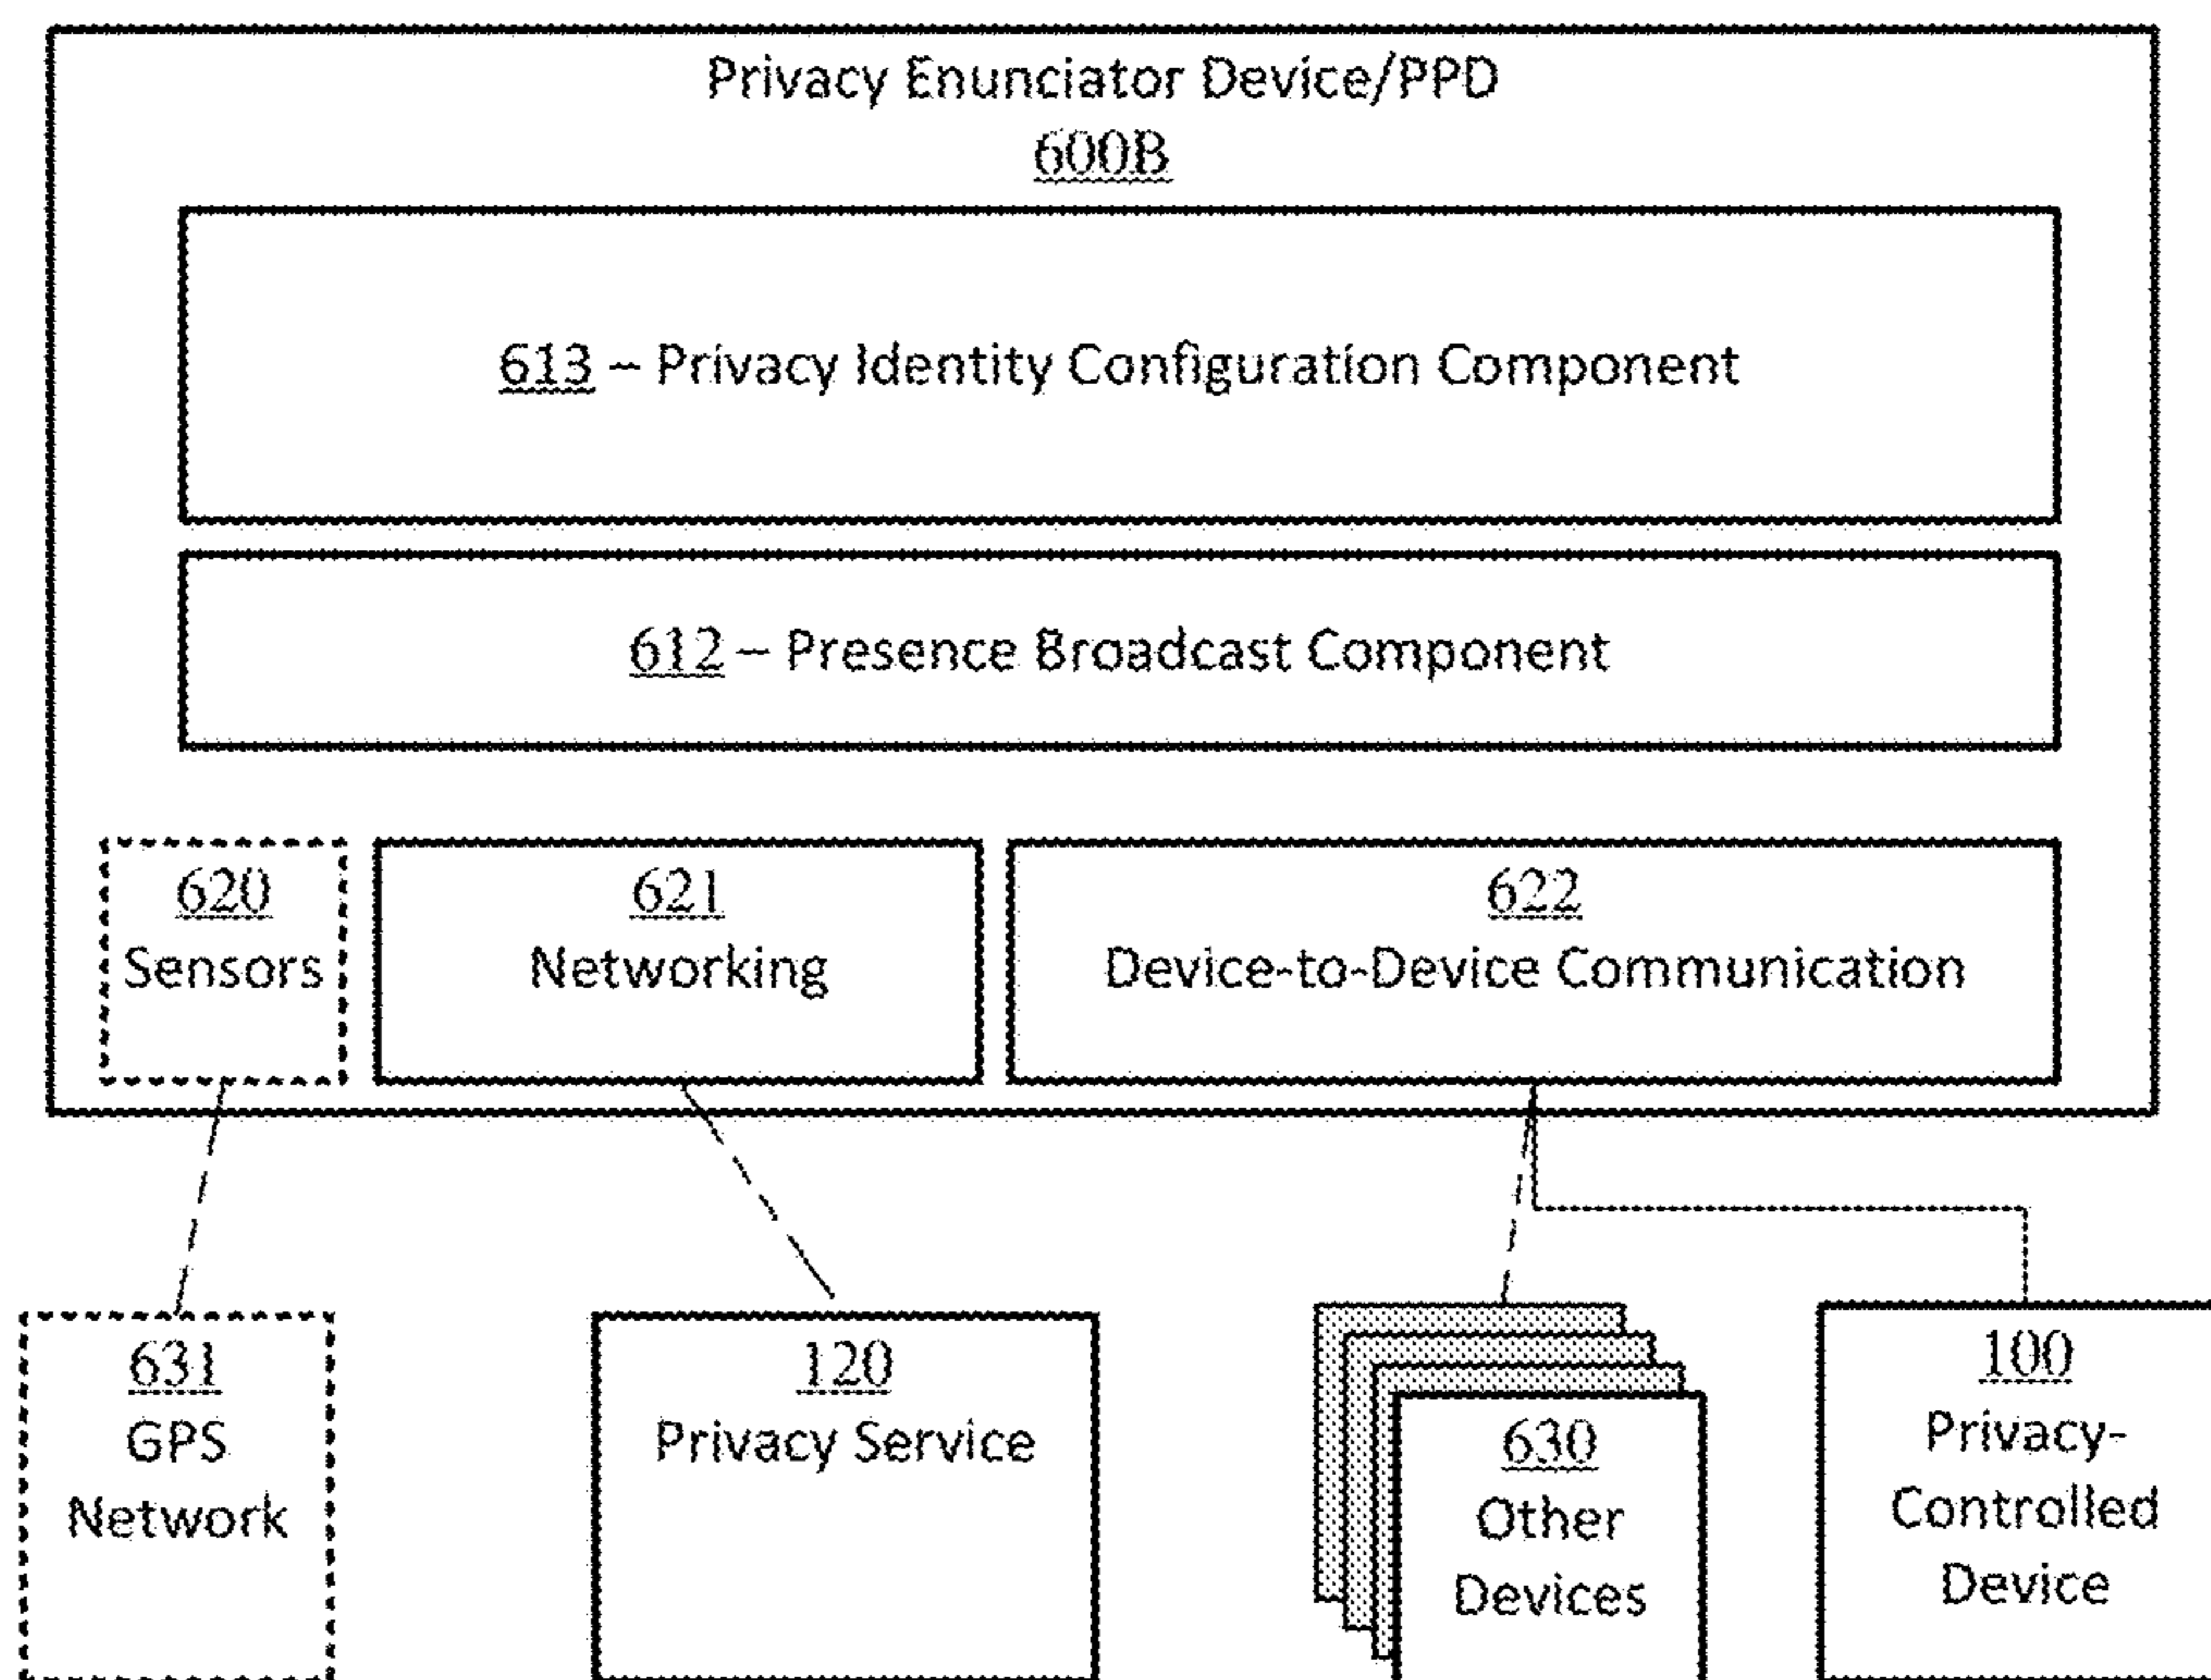 Privacy Enunciator Device/PPD
600B
613 – Privacy Identity Configuration Component
612 – Presence Broadcast Component
620
Sensors
621
Networking
622
Device-to-Device Communication
631
GPS
Network
120
Privacy Service
630
Other
Devices
100
Privacy-
Controlled
Device